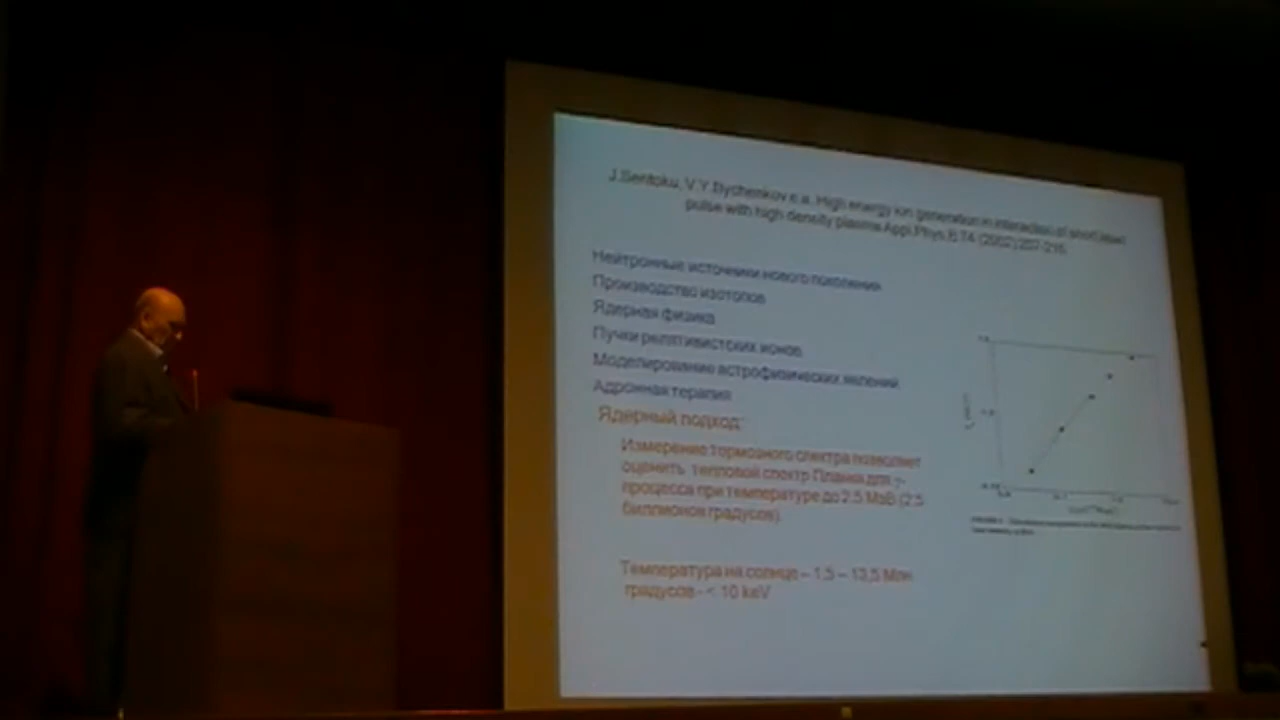 J.Sentoku, V.Y.Bychenkov e.a. High energy ion generation in interaction of short laser
pulse with high density plasma Appl.Phys.B 74 (2002) 207-215
Нейтронные источники нового поколения
Производство изотопов
Ядерная физика
Пучки релятивистских ионов
Моделирование астрофизических явлений
Адронная терапия
Ядерный подход:
Измерение тормозного спектра позволяет
оценить тепловой спектр Планка для γ-
процесса при температуре до 2.5 МэВ (2,5
биллионов градусов)
Температура на солнце – 1,5 – 13,5 Млн
градусов - < 10 keV